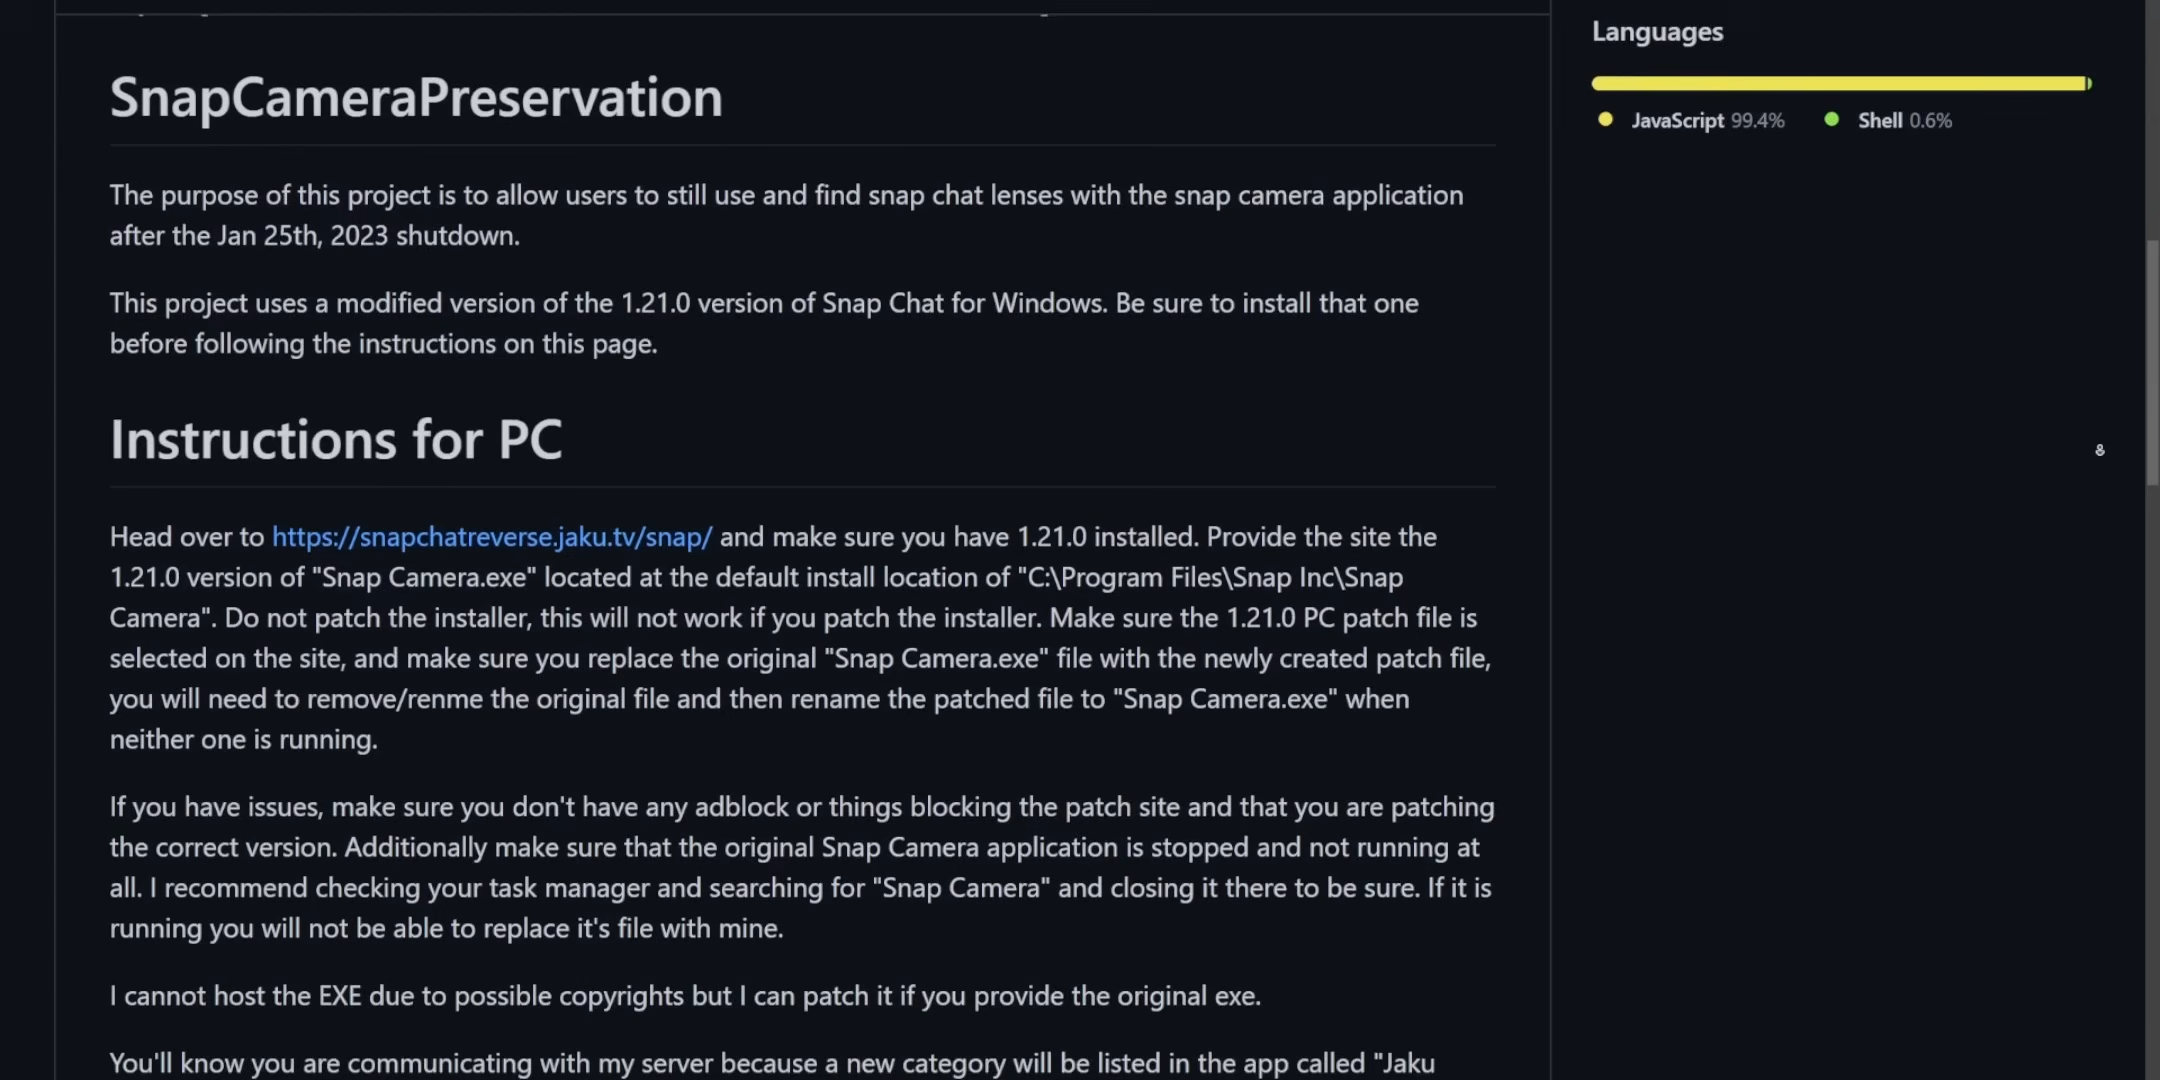 Languages
JavaScript 99.4% Shell 0.6%
SnapCameraPreservation
The purpose of this project is to allow users to still use and find snap chat lenses with the snap camera application
after the Jan 25th, 2023 shutdown.
This project uses a modified version of the 1.21.0 version of Snap Chat for Windows. Be sure to install that one
before following the instructions on this page.
Instructions for PC
Head over to https://snapchatreverse.jaku.tv/snap/ and make sure you have 1.21.0 installed. Provide the site the
1.21.0 version of "Snap Camera.exe" located at the default install location of "C:\Program Files\Snap Inc\Snap
Camera". Do not patch the installer, this will not work if you patch the installer. Make sure the 1.21.0 PC patch file is
selected on the site, and make sure you replace the original "Snap Camera.exe" file with the newly created patch file,
you will need to remove/renme the original file and then rename the patched file to "Snap Camera.exe" when
neither one is running.
If you have issues, make sure you don't have any adblock or things blocking the patch site and that you are patching
the correct version. Additionally make sure that the original Snap Camera application is stopped and not running at
all. I recommend checking your task manager and searching for "Snap Camera" and closing it there to be sure. If it is
running you will not be able to replace it's file with mine.
I cannot host the EXE due to possible copyrights but I can patch it if you provide the original exe.
You'll know you are communicating with my server because a new category will be listed in the app called "Jaku